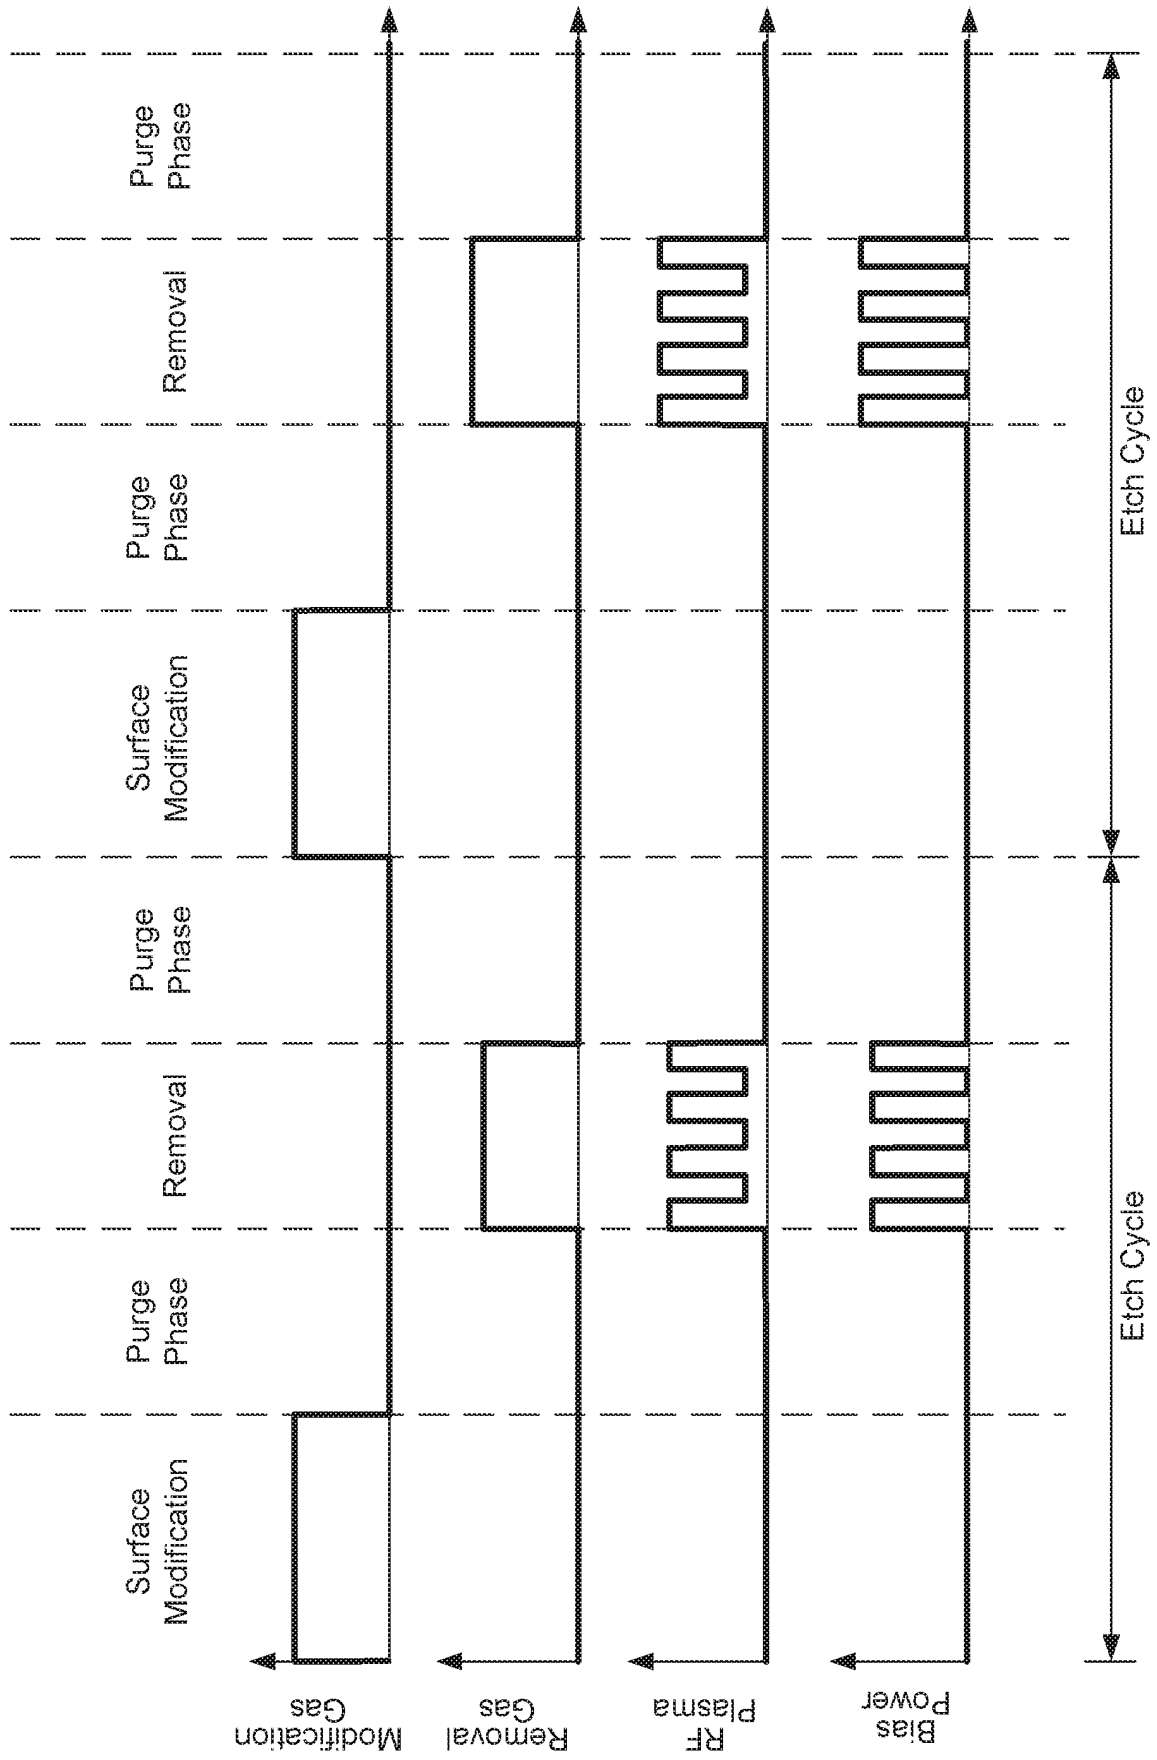 Surface
Modification
Purge
Phase
Removal
Purge
Phase
Surface
Modification
Purge
Phase
Removal
Purge
Phase
Modification
Gas
Removal
Gas
RF
Plasma
Bias
Power
Etch Cycle
Etch Cycle